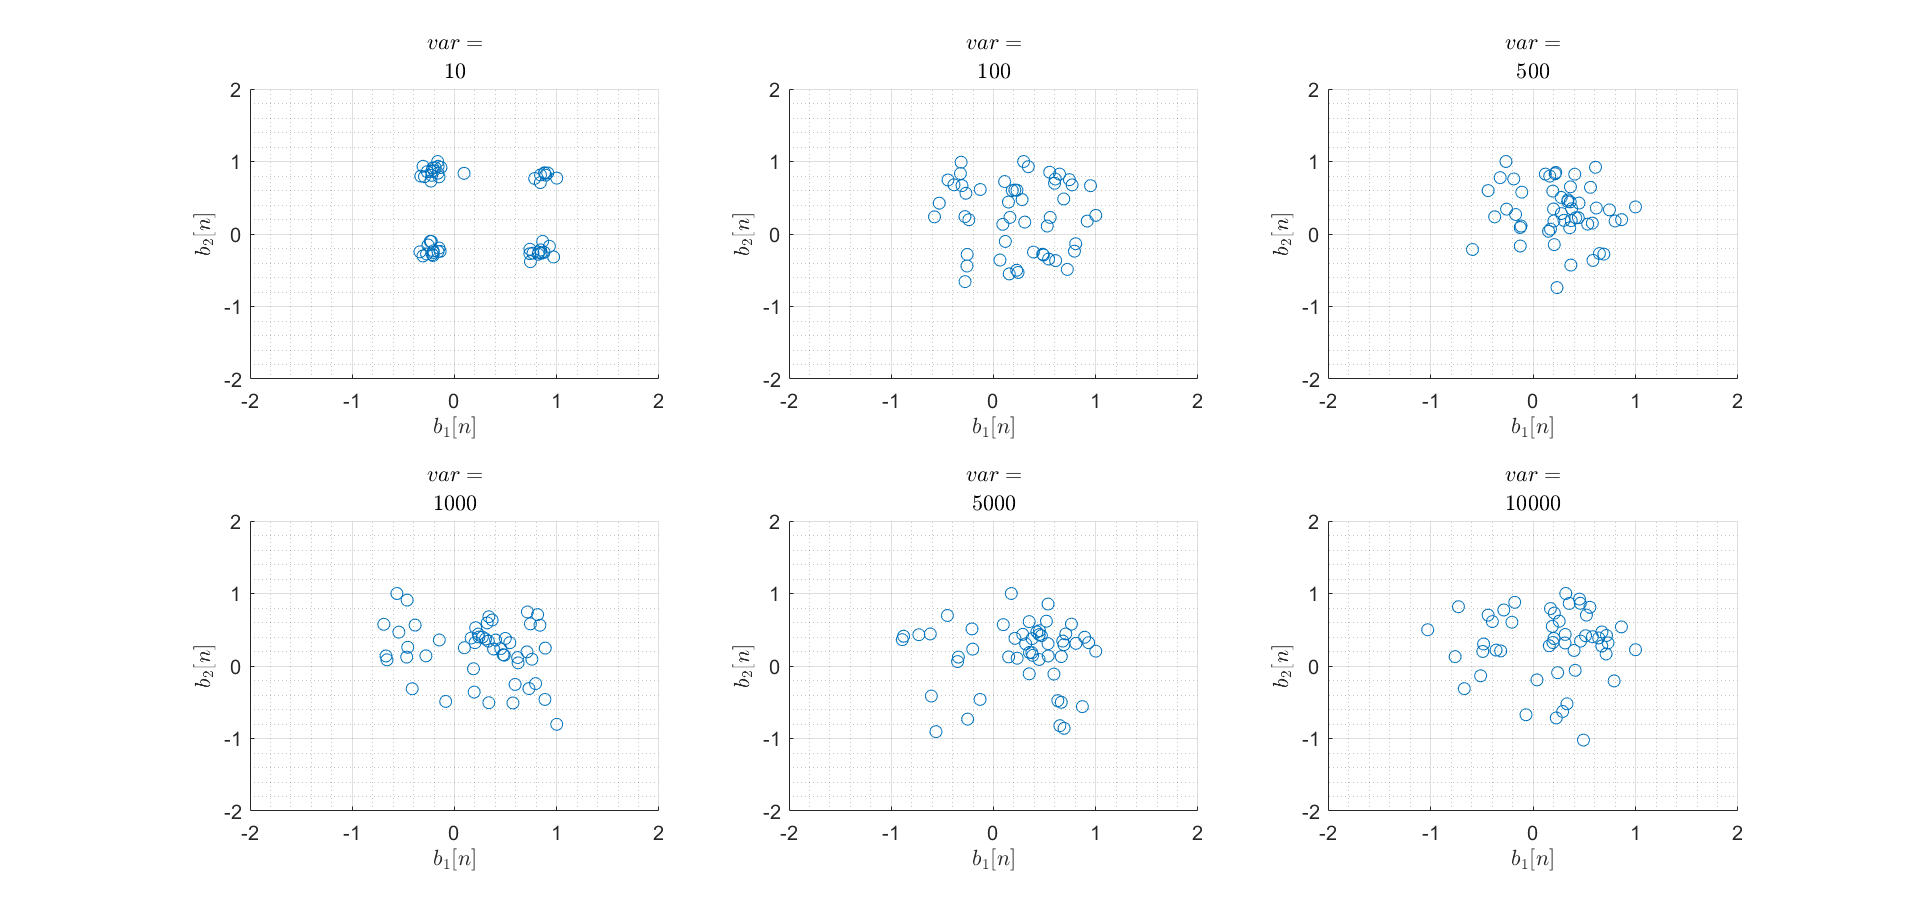 var =
10
var =
100
var =
500
2
1
0
-1
-2
b₂[n]
-2 -1 0 1 2
b₁[n]
2
1
0
-1
-2
b₂[n]
-2 -1 0 1 2
b₁[n]
2
1
0
-1
-2
b₂[n]
-2 -1 0 1 2
b₁[n]
var =
1000
var =
5000
var =
10000
2
1
0
-1
-2
b₂[n]
-2 -1 0 1 2
b₁[n]
2
1
0
-1
-2
b₂[n]
-2 -1 0 1 2
b₁[n]
2
1
0
-1
-2
b₂[n]
-2 -1 0 1 2
b₁[n]